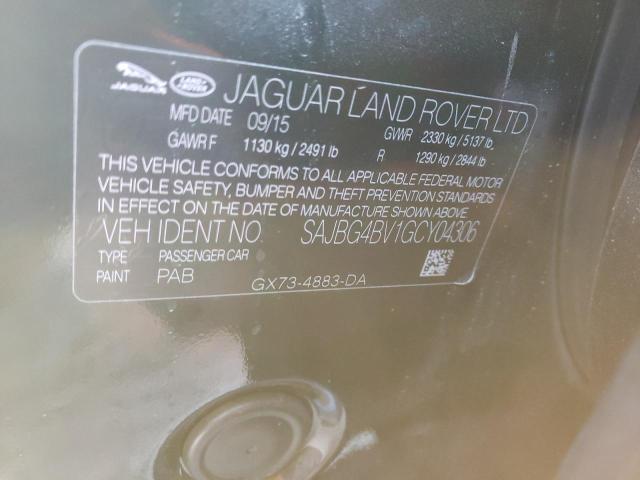 JAGUAR LAND ROVER JAGUAR LAND ROVER LTD
MFD DATE 09/15 GVWR 2330 kg / 5137 lb
GAWR F 1130 kg / 2491 lb R 1290 kg / 2844 lb
THIS VEHICLE CONFORMS TO ALL APPLICABLE FEDERAL MOTOR
VEHICLE SAFETY, BUMPER AND THEFT PREVENTION STANDARDS
IN EFFECT ON THE DATE OF MANUFACTURE SHOWN ABOVE
VEH IDENT NO. SAJBG4BV1GCY04306
TYPE PASSENGER CAR
PAINT PAB
GX73-4883-DA